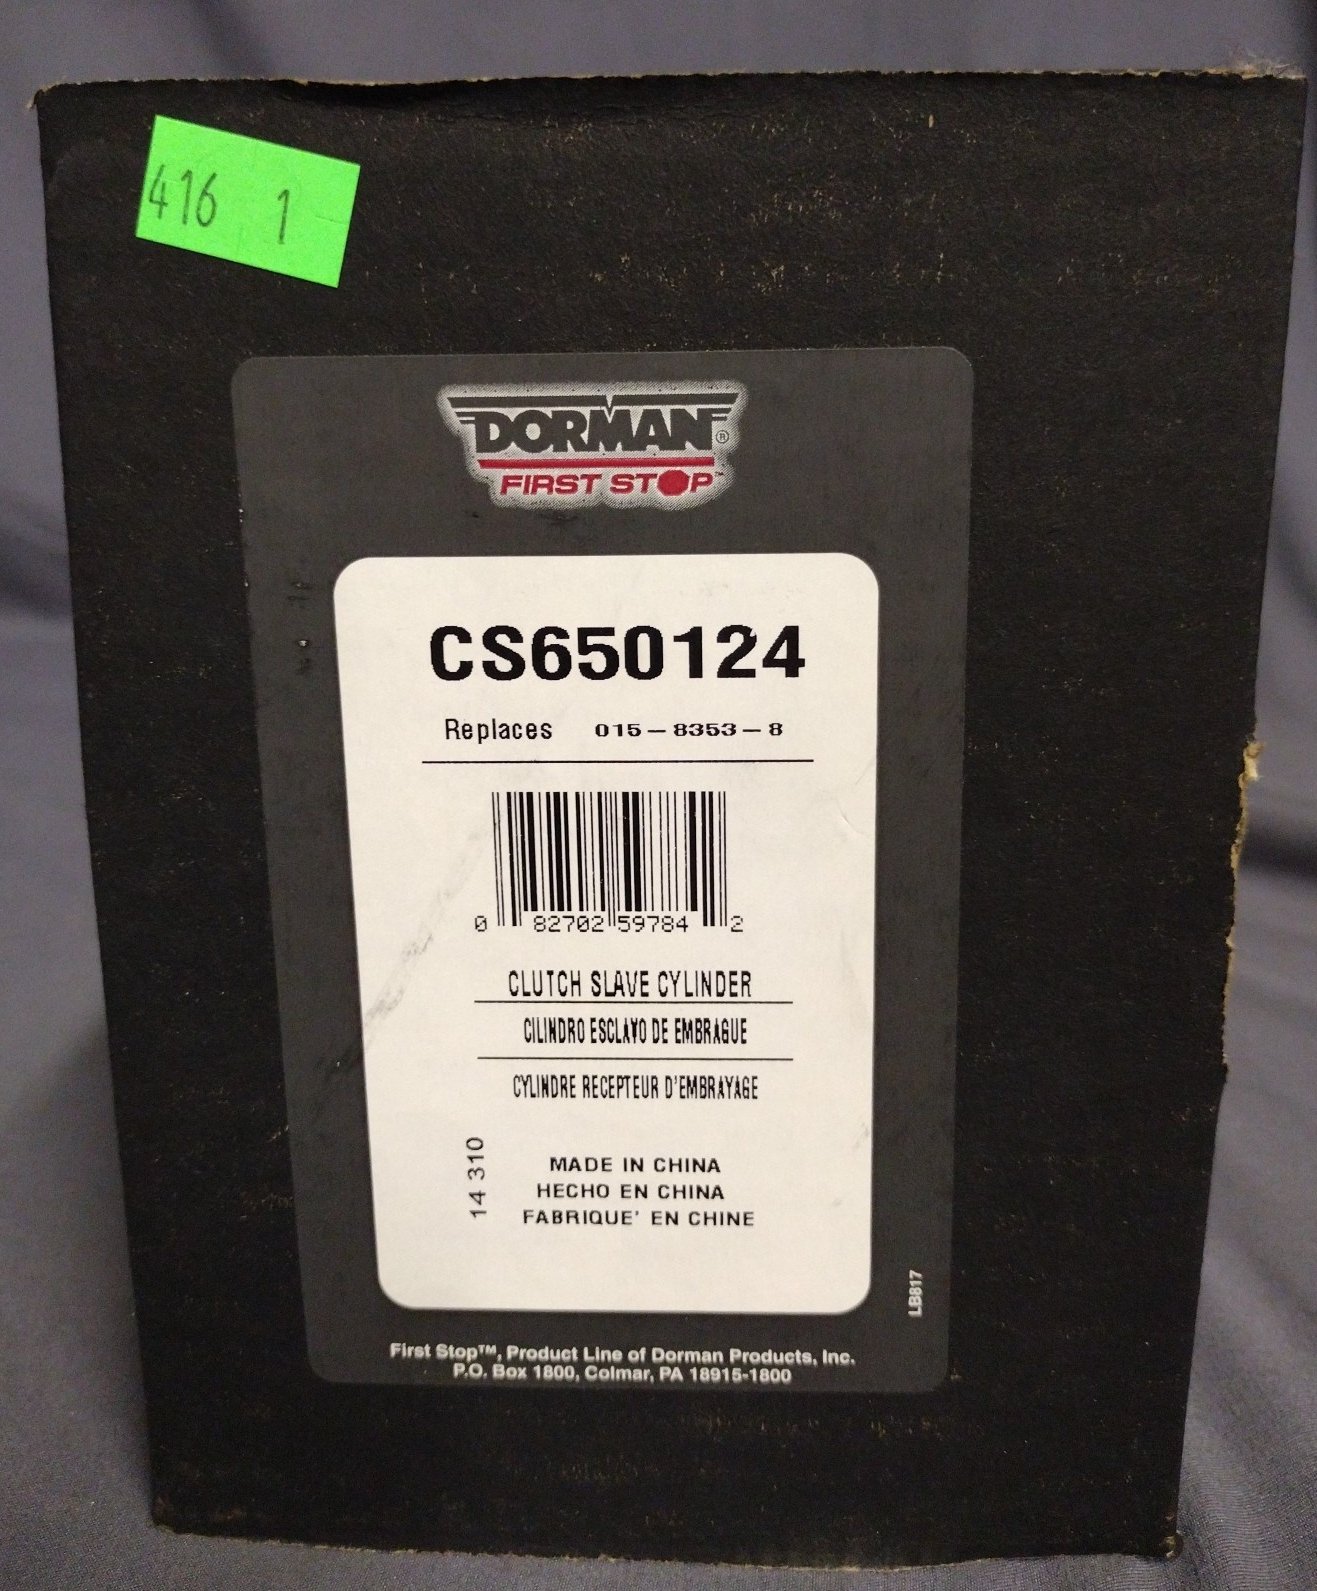 416 1
DORMAN®
FIRST STOP™
CS650124
Replaces 015-8353-8
0 82702 59784 2
CLUTCH SLAVE CYLINDER
CILINDRO ESCLAVO DE EMBRAGUE
CYLINDRE RECEPTEUR D'EMBRAYAGE
14 310
MADE IN CHINA
HECHO EN CHINA
FABRIQUE' EN CHINE
LB817
First Stop™, Product Line of Dorman Products, Inc.
P.O. Box 1800, Colmar, PA 18915-1800